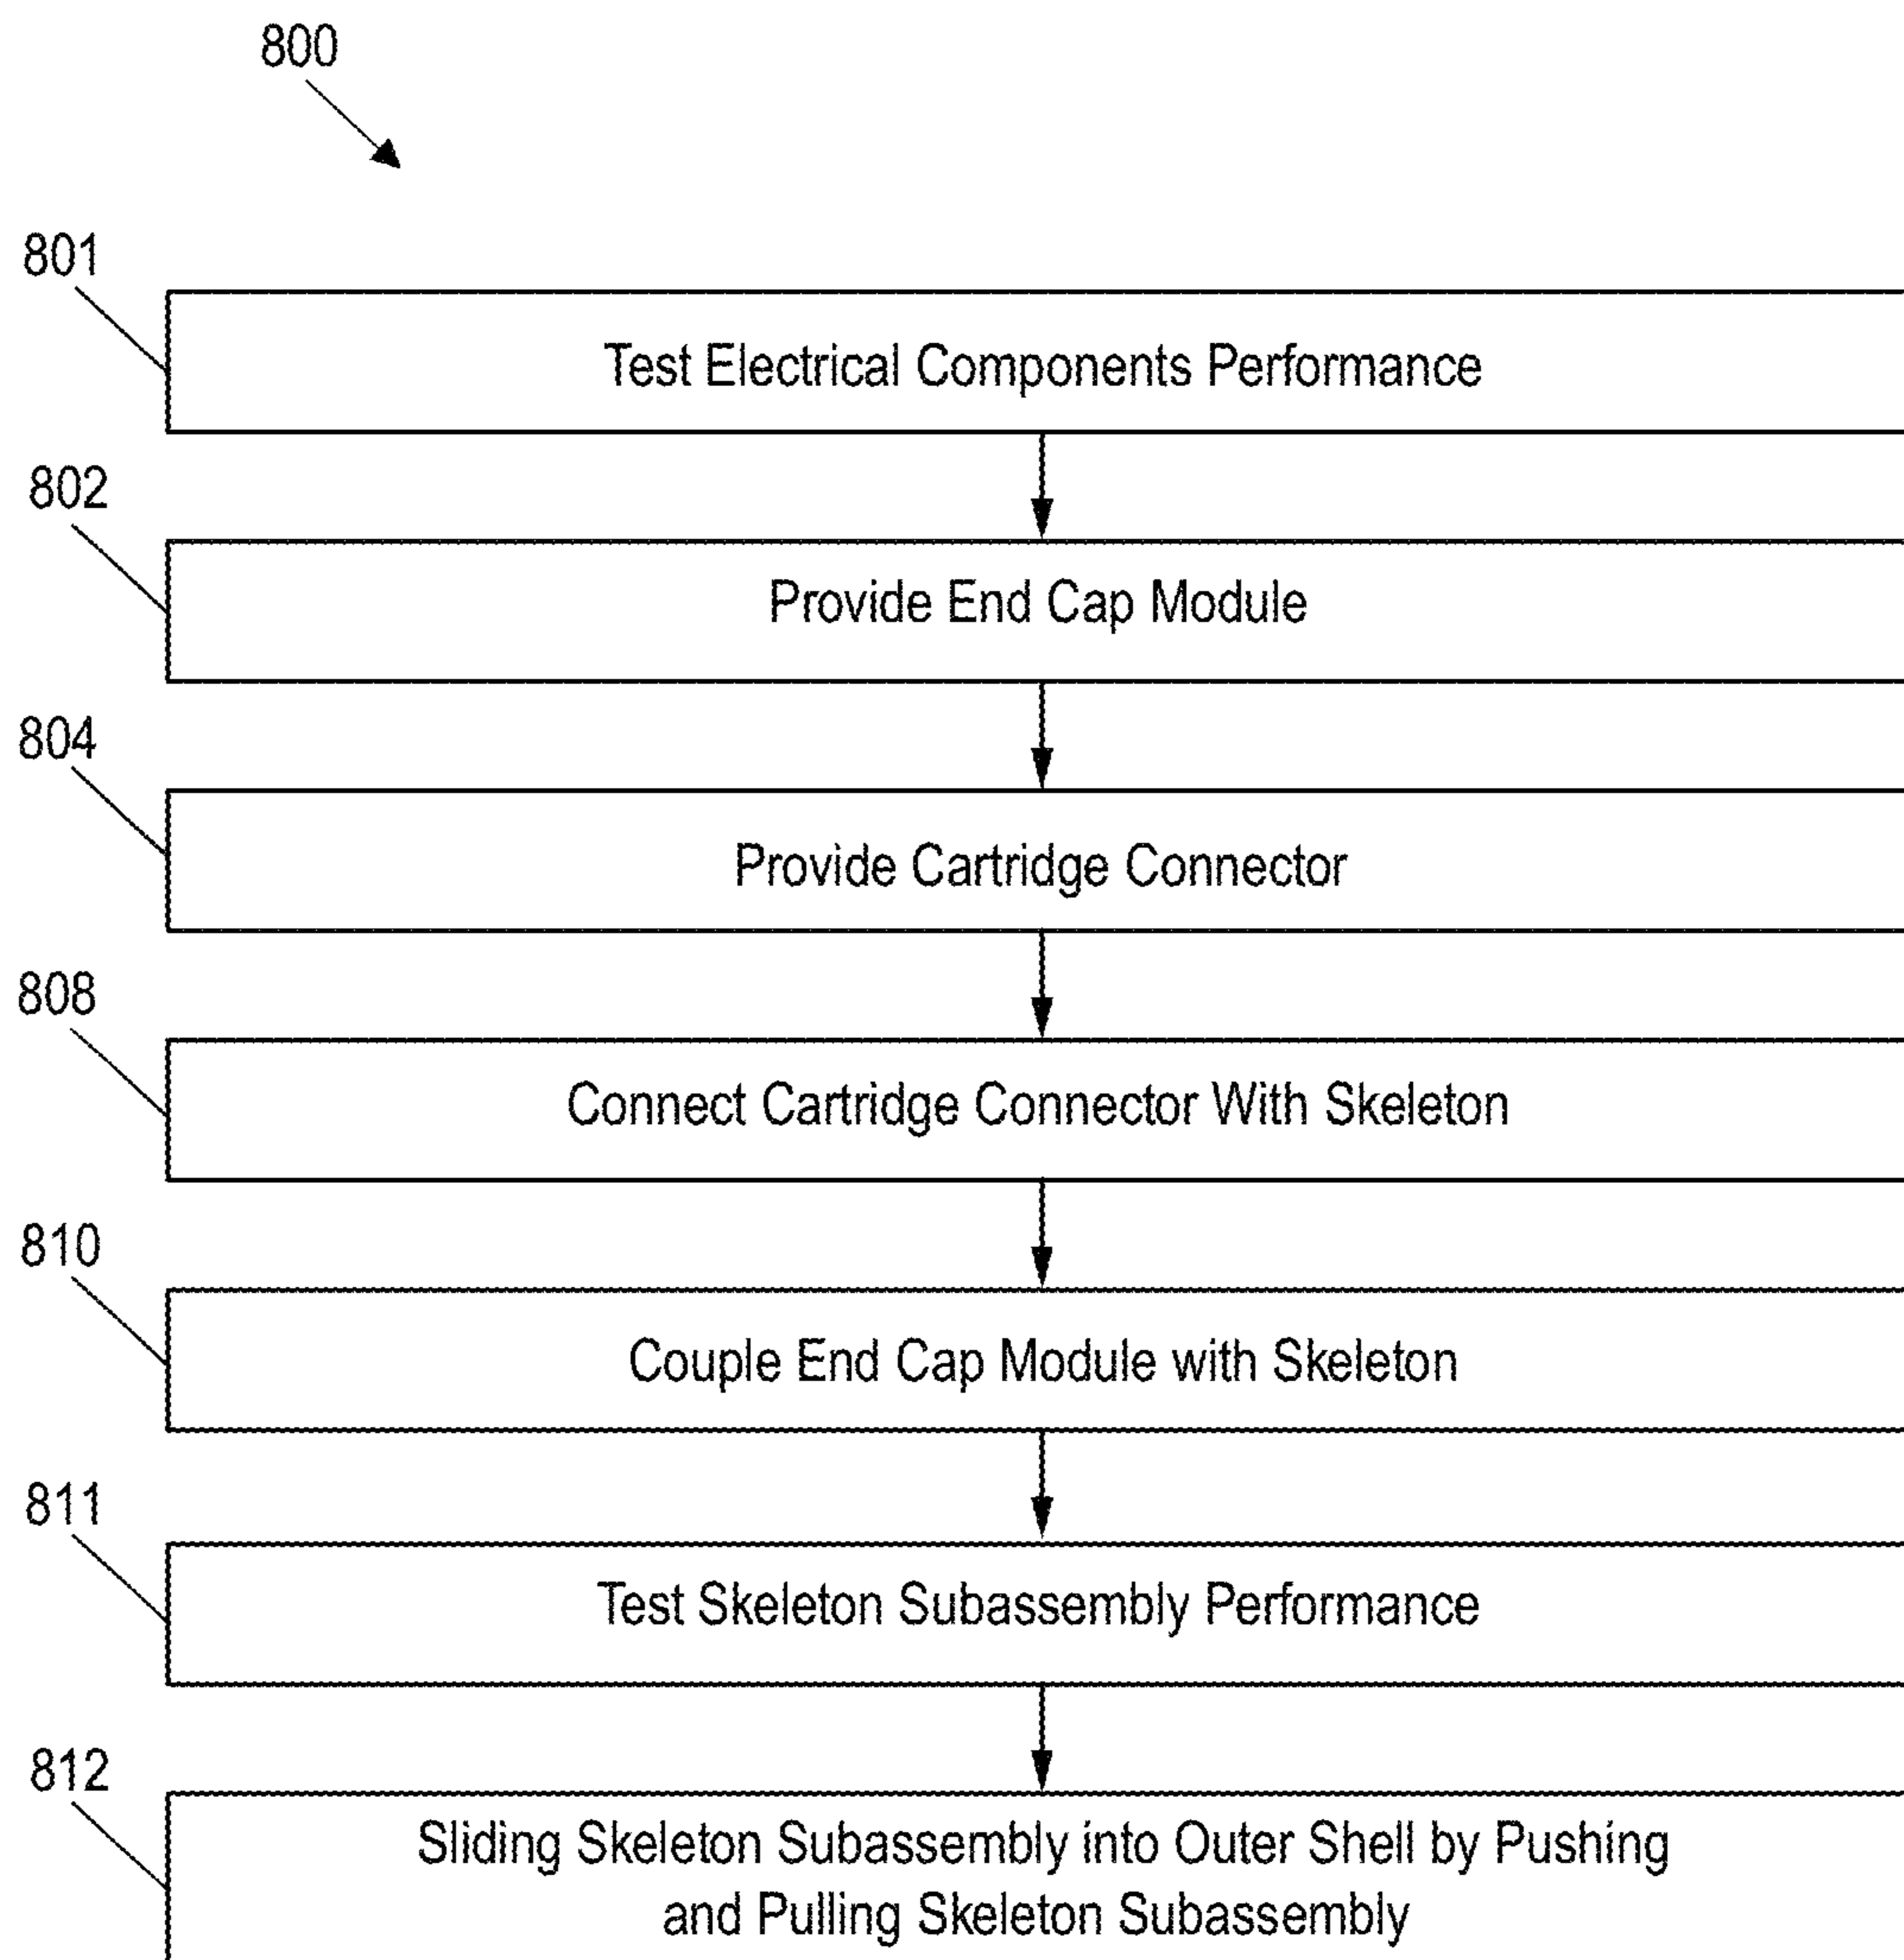 800
801
Test Electrical Components Performance
802
Provide End Cap Module
804
Provide Cartridge Connector
808
Connect Cartridge Connector With Skeleton
810
Couple End Cap Module with Skeleton
811
Test Skeleton Subassembly Performance
812
Sliding Skeleton Subassembly into Outer Shell by Pushing
and Pulling Skeleton Subassembly